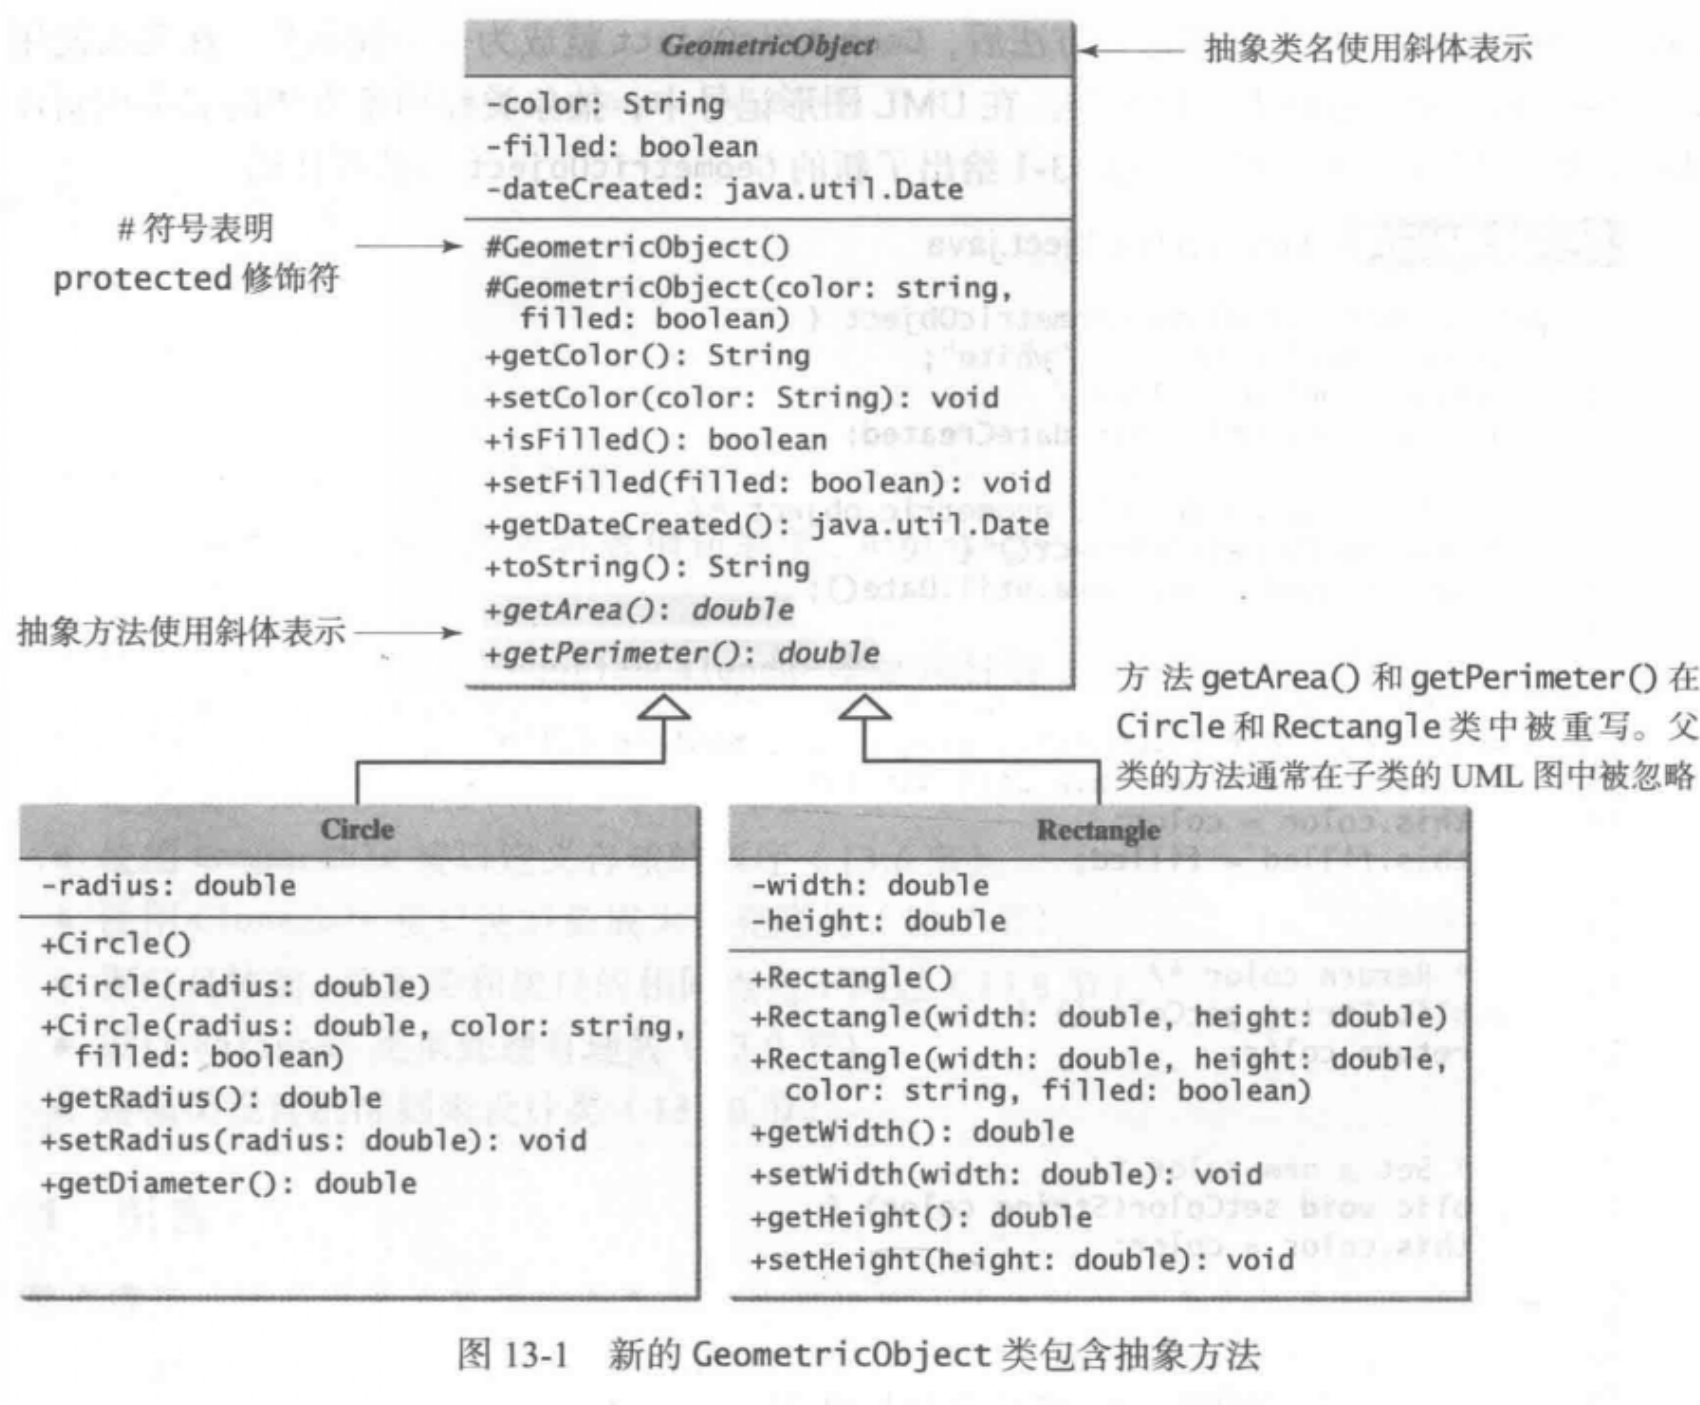 GeometricObject
抽象类名使用斜体表示
-color: String
-filled: boolean
-dateCreated: java.util.Date
# 符号表明
protected 修饰符
#GeometricObject()
#GeometricObject(color: string,
filled: boolean)
+getColor(): String
+setColor(color: String): void
+isFilled(): boolean
+setFilled(filled: boolean): void
+getDateCreated(): java.util.Date
+toString(): String
+getArea(): double
抽象方法使用斜体表示
+getPerimeter(): double
方法 getArea() 和 getPerimeter() 在
Circle 和 Rectangle 类中被重写。父
类的方法通常在子类的 UML 图中被忽略
Circle
-radius: double
+Circle()
+Circle(radius: double)
+Circle(radius: double, color: string,
filled: boolean)
+getRadius(): double
+setRadius(radius: double): void
+getDiameter(): double
Rectangle
-width: double
-height: double
+Rectangle()
+Rectangle(width: double, height: double)
+Rectangle(width: double, height: double,
color: string, filled: boolean)
+getWidth(): double
+setWidth(width: double): void
+getHeight(): double
+setHeight(height: double): void
图 13-1 新的 GeometricObject 类包含抽象方法